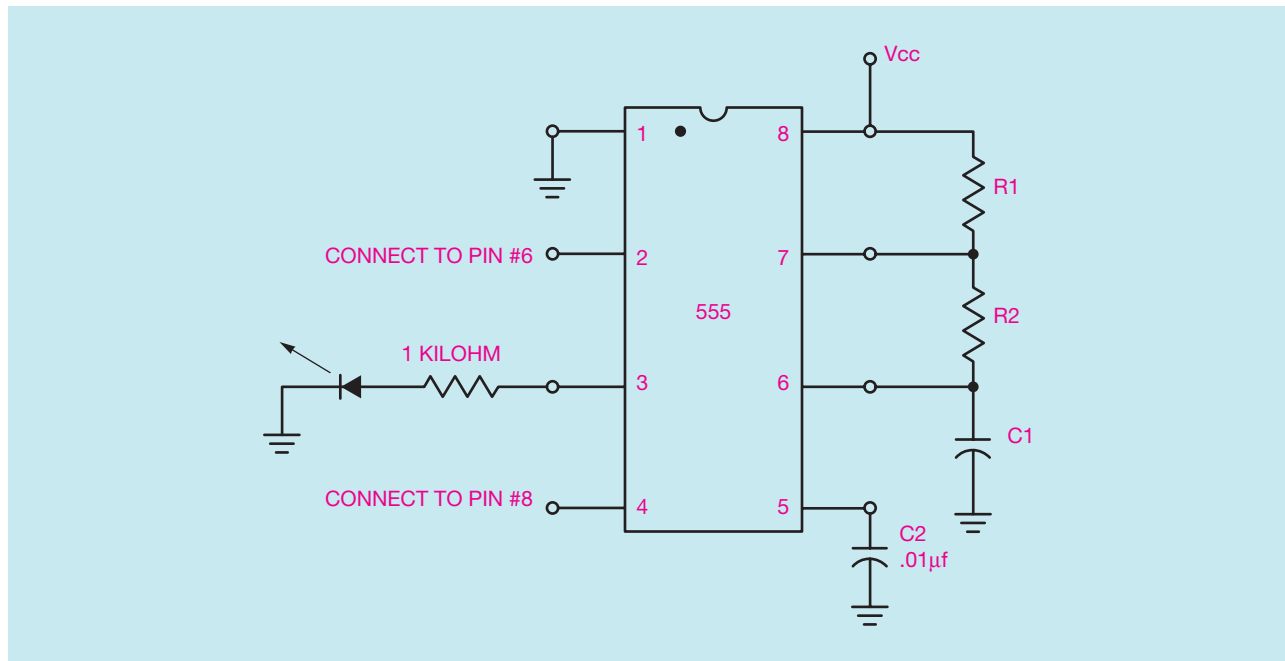 Vcc
1
8
R1
CONNECT TO PIN #6
2
7
555
R2
1 KILOHM
3
6
C1
CONNECT TO PIN #8
4
5
C2
.01µf